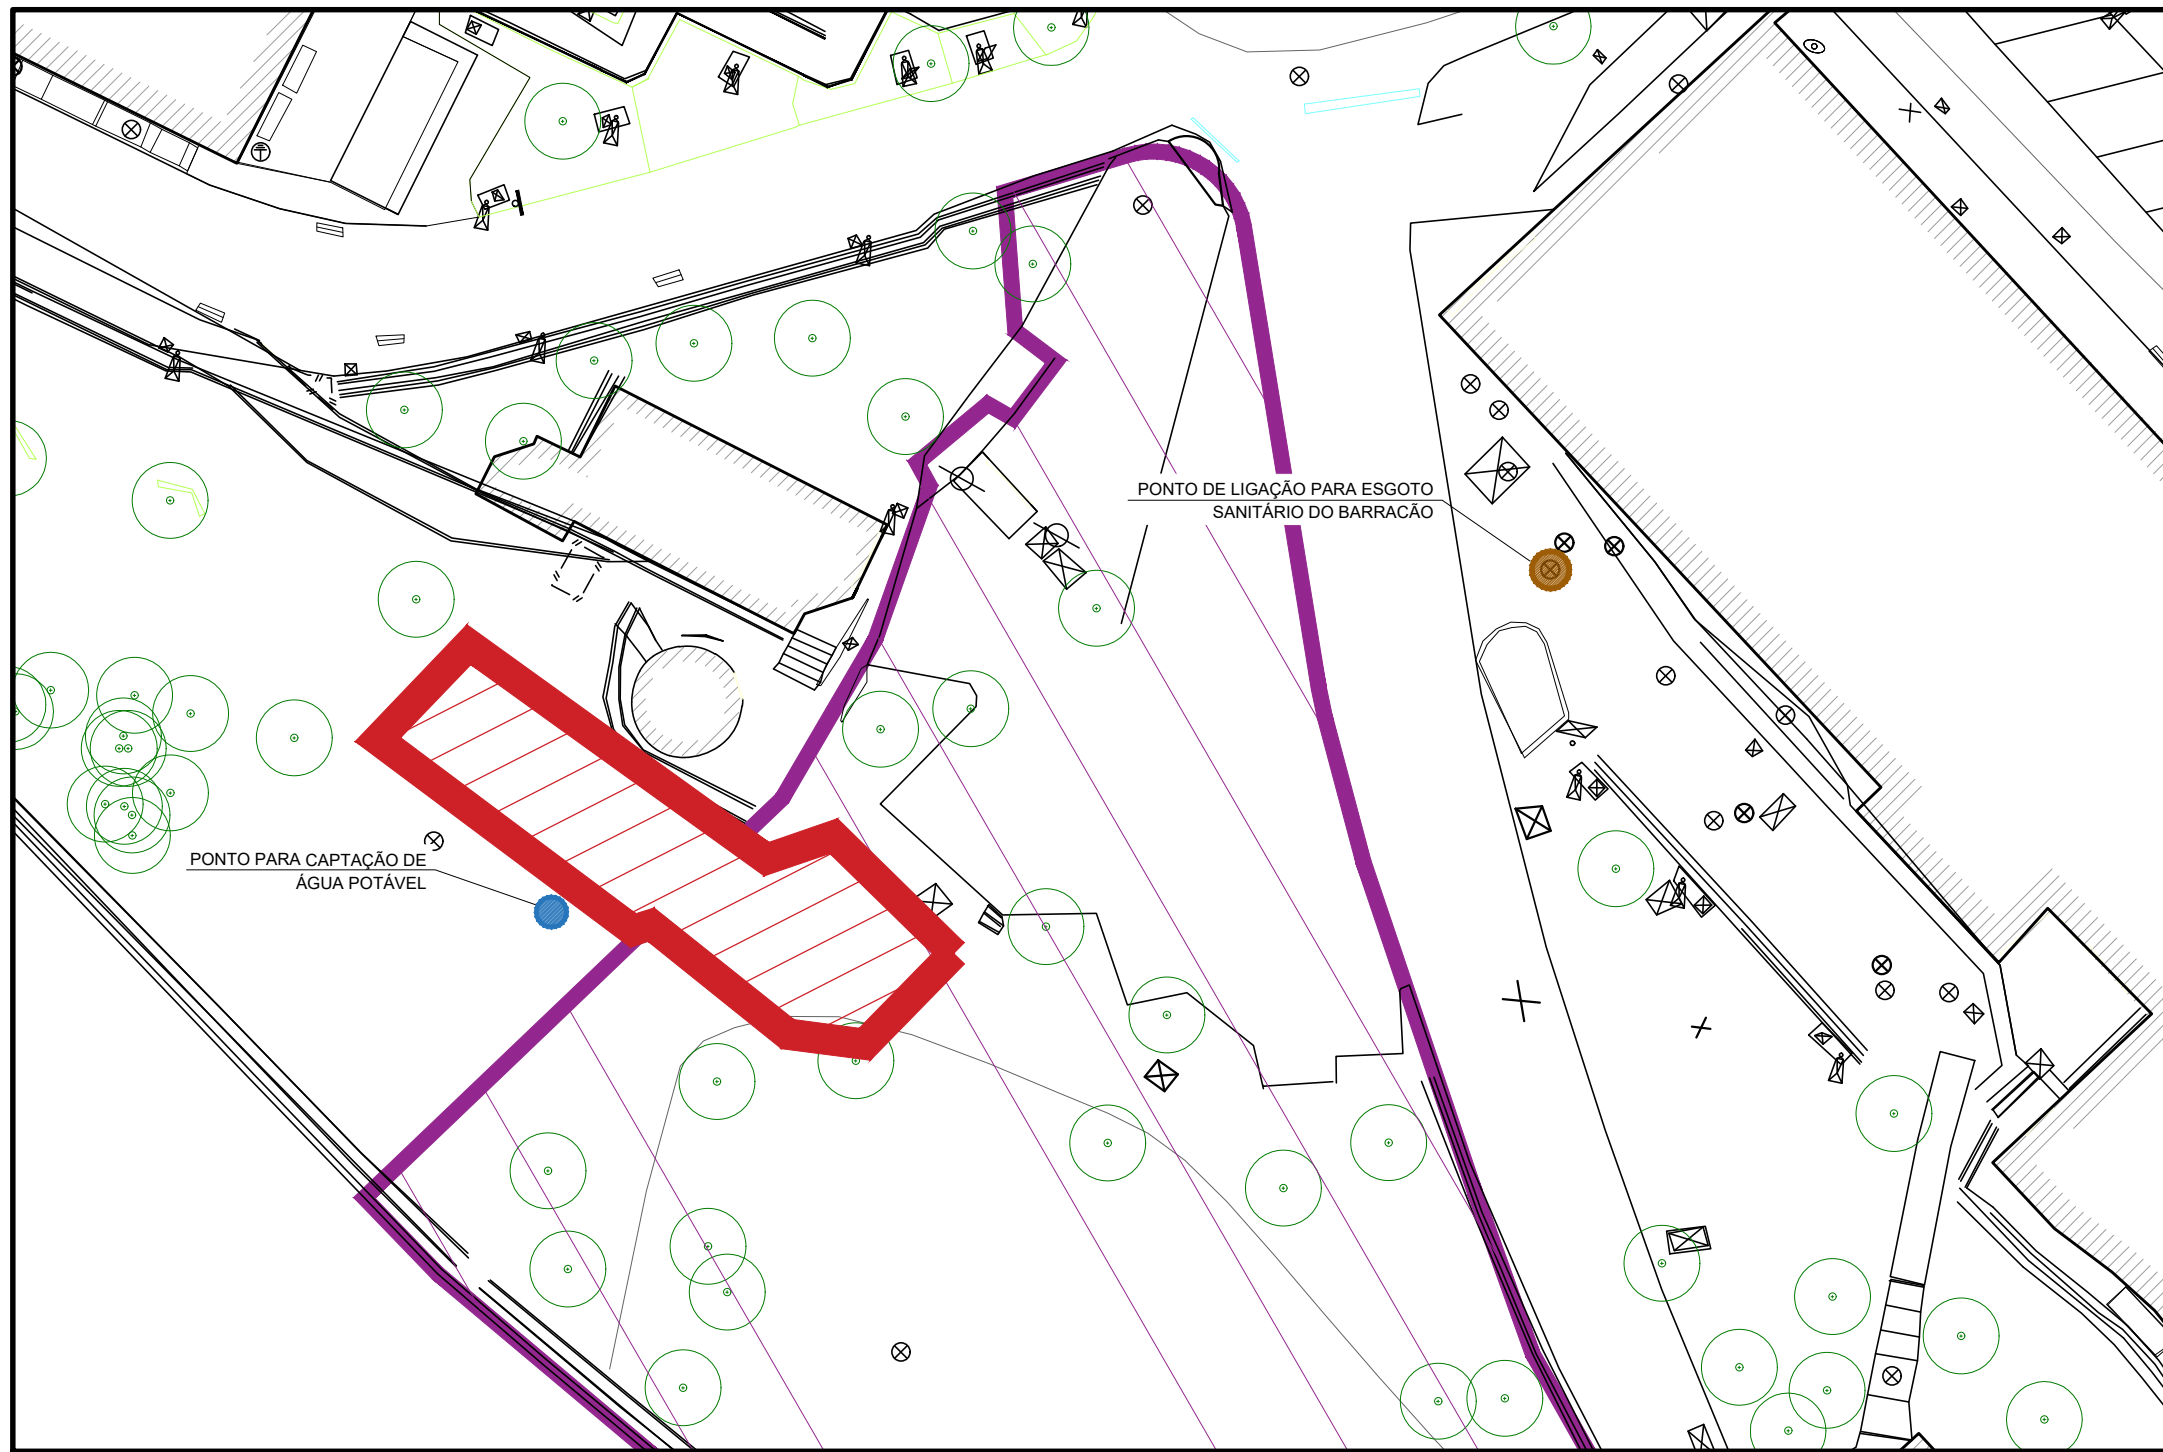 PONTO DE LIGAÇÃO PARA ESGOTO
SANITÁRIO DO BARRACÃO
PONTO PARA CAPTAÇÃO DE
ÁGUA POTÁVEL